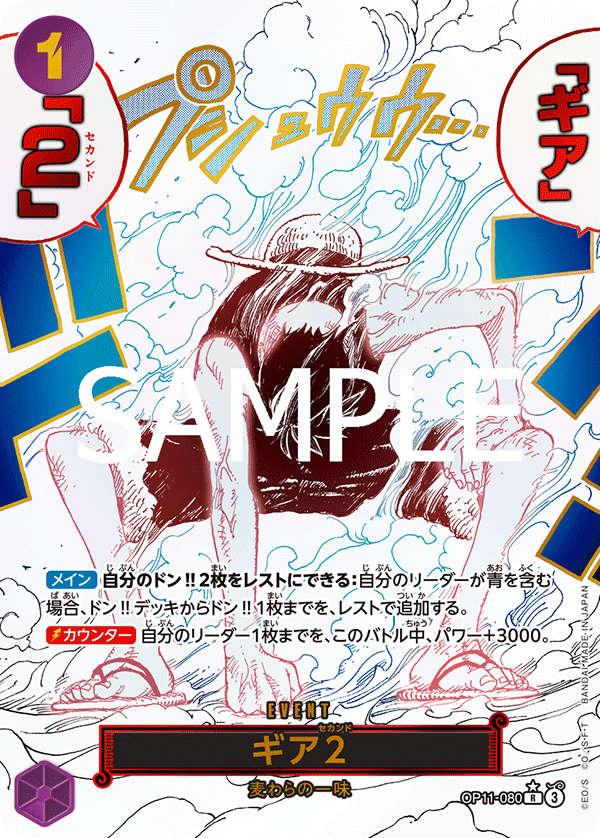 1
「2」
セカンド
プシュウウ…
「ギア」
SAMPLE
メイン 自分のドン!!2枚をレストにできる:自分のリーダーが青を含む
場合、ドン!!デッキからドン!!1枚までを、レストで追加する。
カウンター 自分のリーダー1枚までを、このバトル中、パワー+3000。
EVENT
セカンド
ギア2
麦わらの一味
OP11-080 R 3
©E.O/S ©O.,S-F-T BANDAI・MADE IN JAPAN